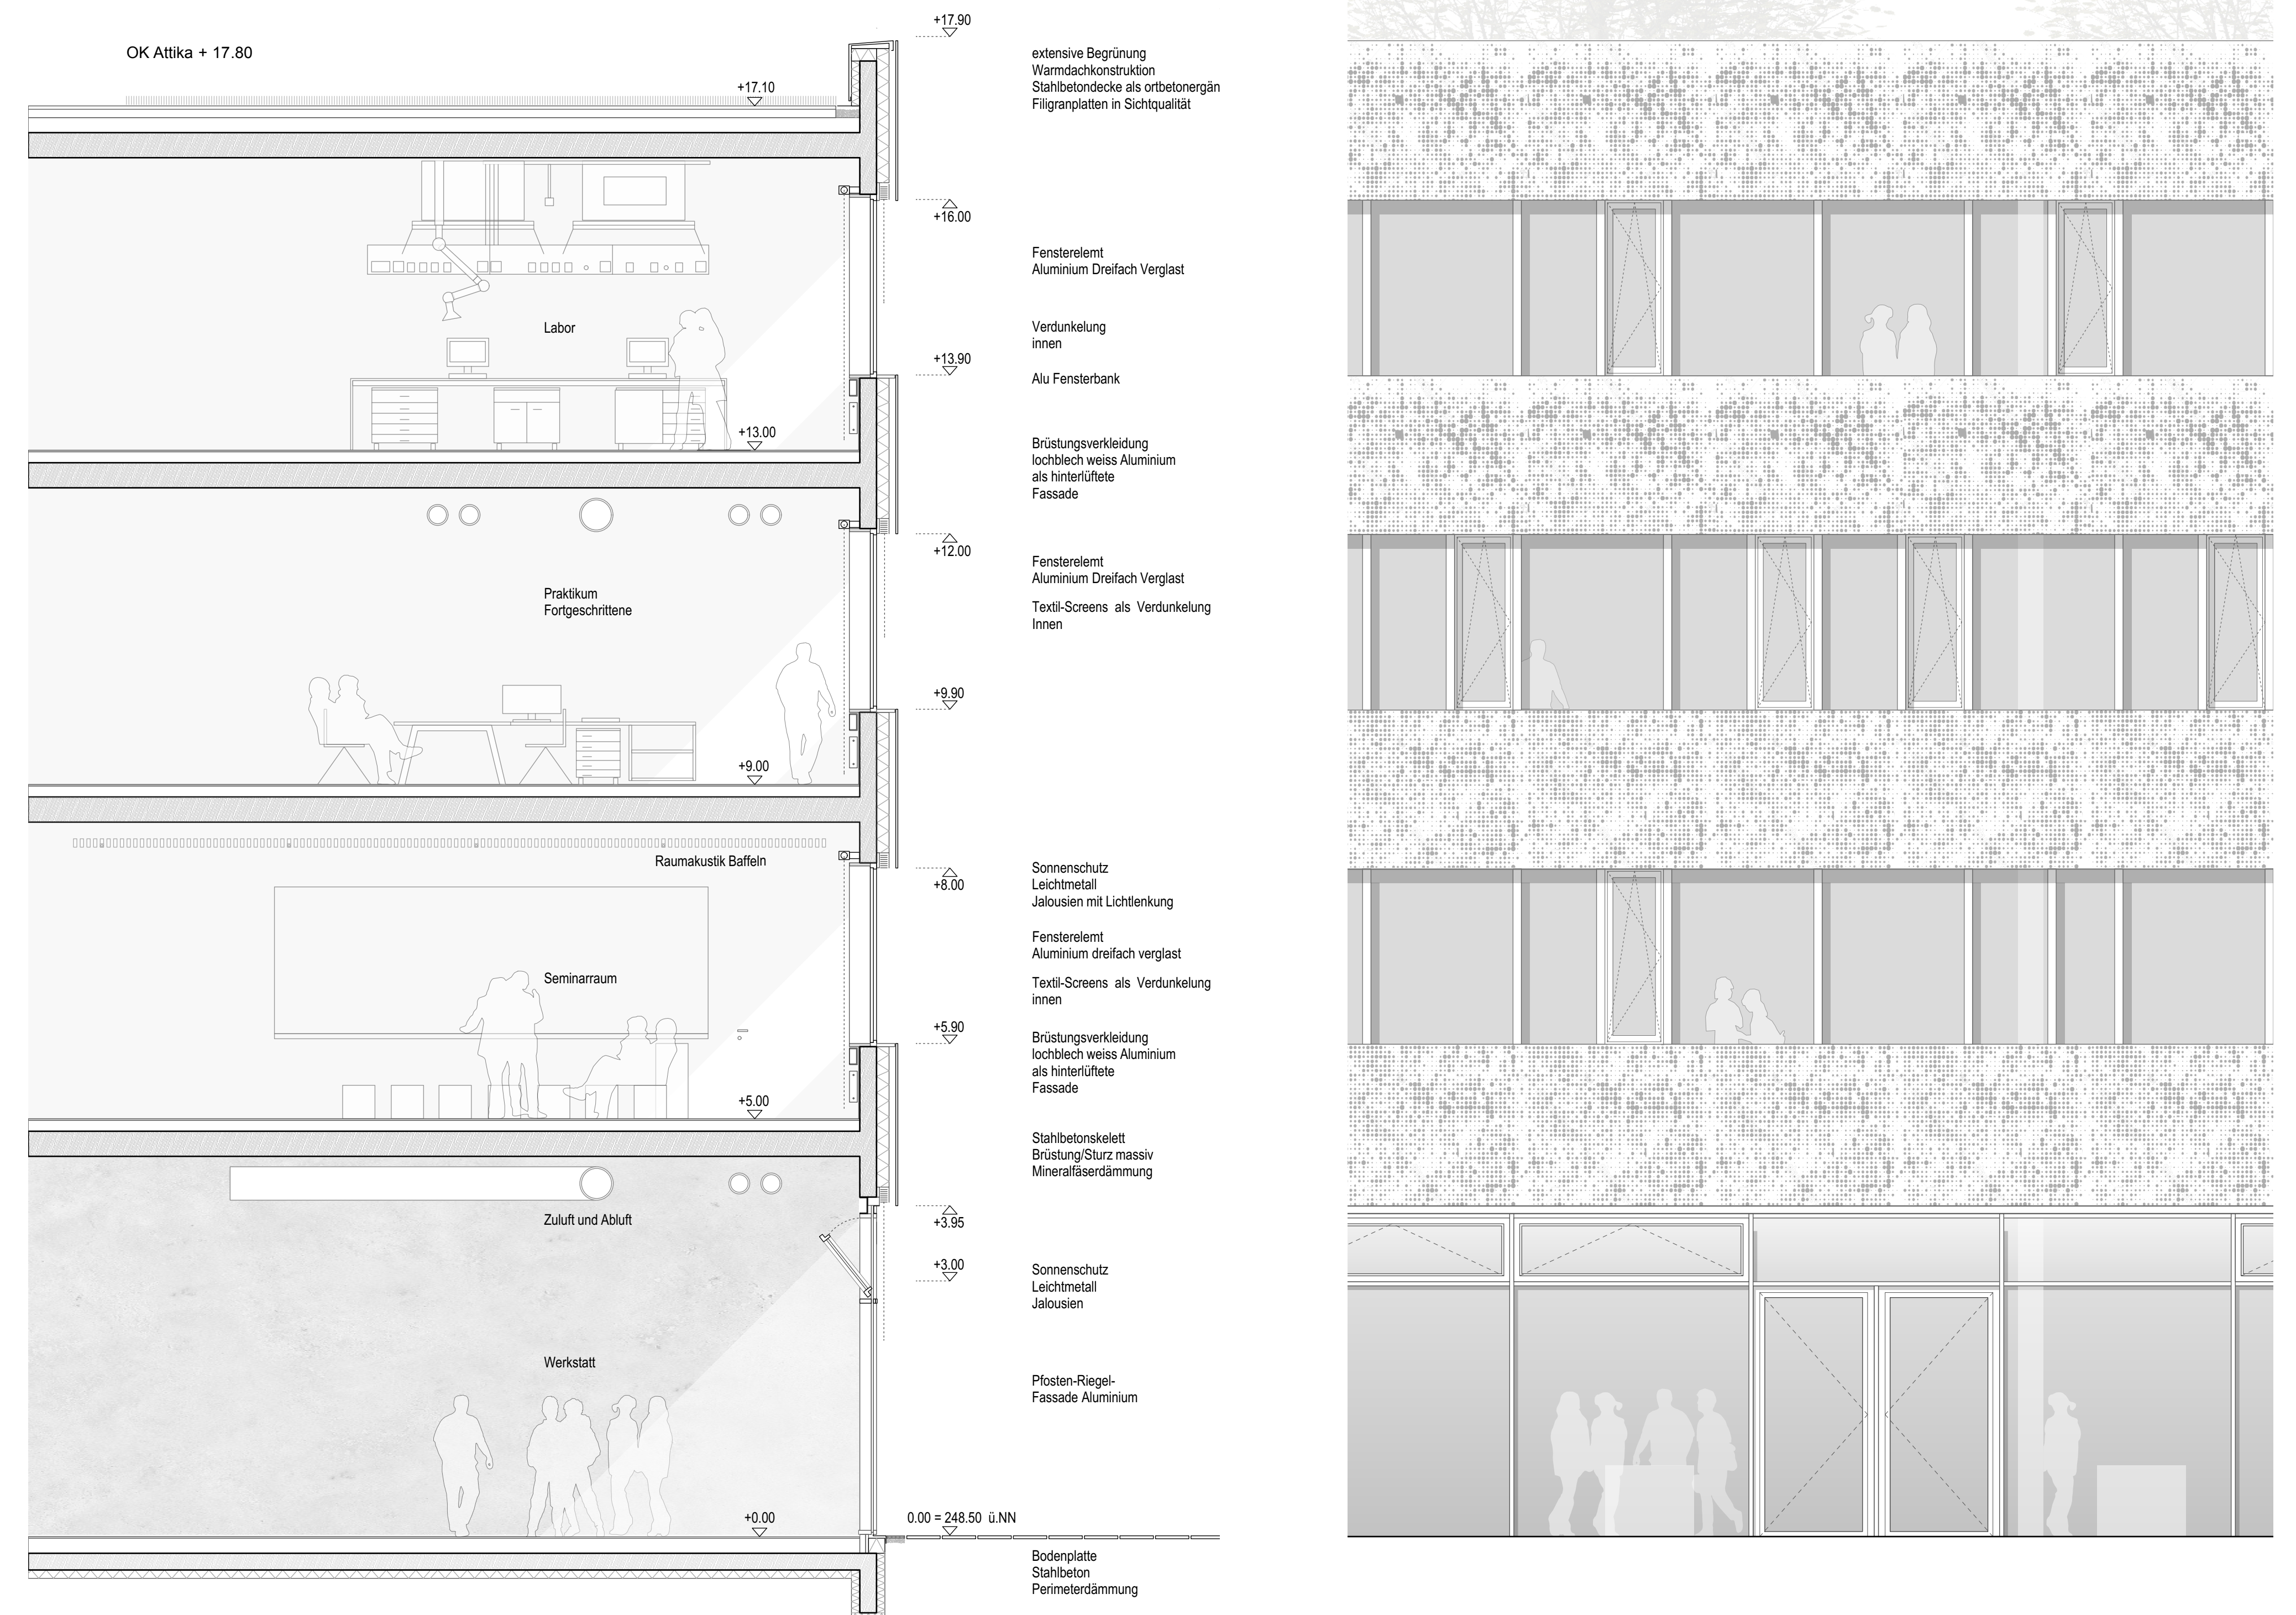 OK Attika + 17.80
+17.90
+17.10
extensive Begrünung
Warmdachkonstruktion
Stahlbetondecke als ortbetonergän
Filigranplatten in Sichtqualität
+16.00
Fensterelemt
Aluminium Dreifach Verglast
Labor
Verdunkelung
innen
+13.90
Alu Fensterbank
+13.00
Brüstungsverkleidung
lochblech weiss Aluminium
als hinterlüftete
Fassade
+12.00
Fensterelemt
Aluminium Dreifach Verglast
Praktikum
Fortgeschrittene
Textil-Screens als Verdunkelung
Innen
+9.90
+9.00
Raumakustik Baffeln
+8.00
Sonnenschutz
Leichtmetall
Jalousien mit Lichtlenkung
Fensterelemt
Aluminium dreifach verglast
Seminarraum
Textil-Screens als Verdunkelung
innen
+5.90
Brüstungsverkleidung
lochblech weiss Aluminium
als hinterlüftete
Fassade
+5.00
Stahlbetonskelett
Brüstung/Sturz massiv
Mineralfäserdämmung
Zuluft und Abluft
+3.95
+3.00
Sonnenschutz
Leichtmetall
Jalousien
Werkstatt
Pfosten-Riegel-
Fassade Aluminium
+0.00
0.00 = 248.50 ü.NN
Bodenplatte
Stahlbeton
Perimeterdämmung